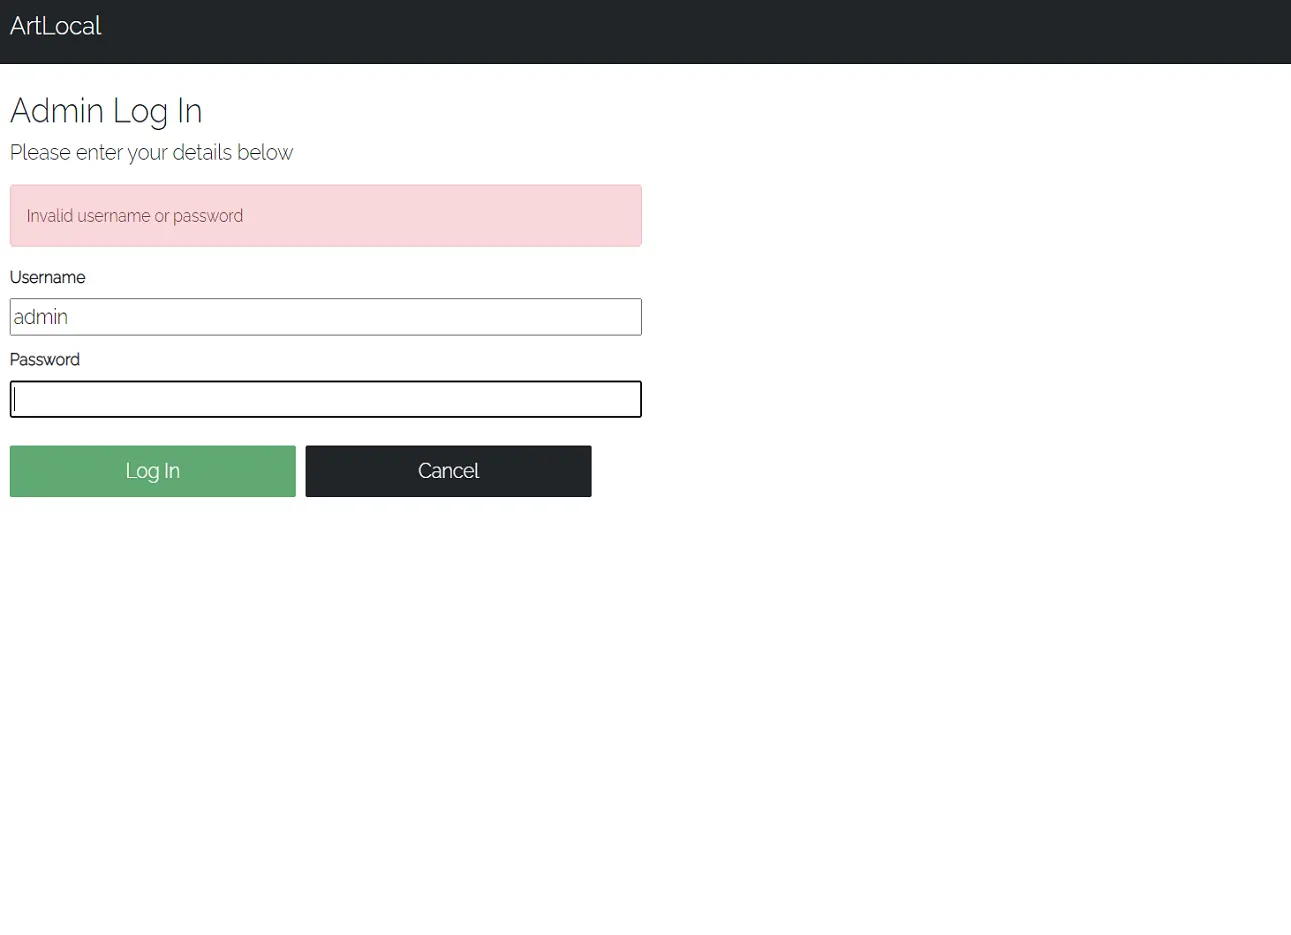 ArtLocal
Admin Log In
Please enter your details below
Invalid username or password
Username
admin
Password
Log In
Cancel